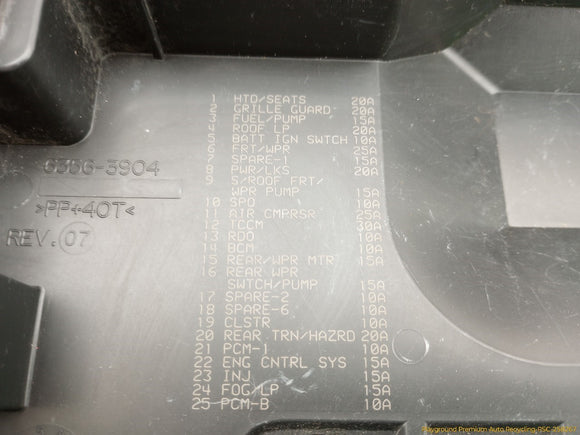 1 HTD/SEATS 20A
2 GRILLE GUARD 20A
3 FUEL/PUMP 15A
4 ROOF LP 20A
5 BATT IGN SWTCH 10A
6 FRT/WPR 25A
7 SPARE-1 15A
8 PWR/LKS 20A
9 S/ROOF FRT/
WPR PUMP 15A
10 SPD 10A
11 AIR CMPRSR 25A
12 TCCM 30A
13 RDO 10A
14 BCM 10A
15 REAR/WPR MTR 15A
16 REAR WPR
SWTCH/PUMP 15A
17 SPARE-2 10A
18 SPARE-6 10A
19 CLSTR 10A
20 REAR TRN/HAZRD 20A
21 PCM-1 10A
22 ENG CNTRL SYS 15A
23 INJ 15A
24 FOG/LP 15A
25 PCM-B 10A
-3904
>PP+40T<
REV. 07